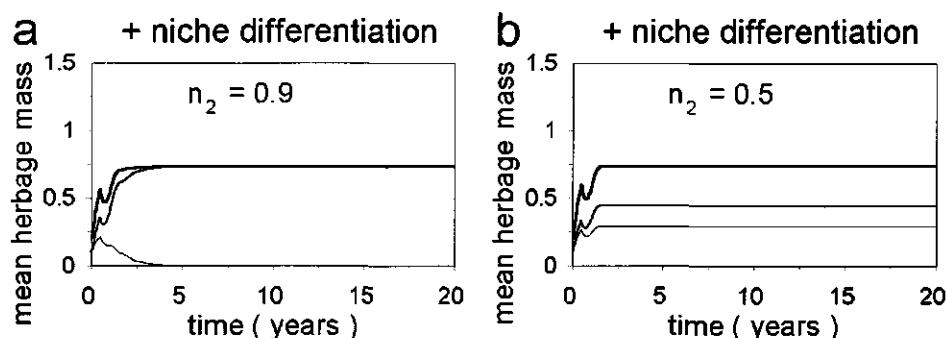 a + niche differentiation
mean herbage mass
1.5
1
0.5
0
n2 = 0.9
0 5 10 15 20
time ( years )
b + niche differentiation
mean herbage mass
1.5
1
0.5
0
n2 = 0.5
0 5 10 15 20
time ( years )